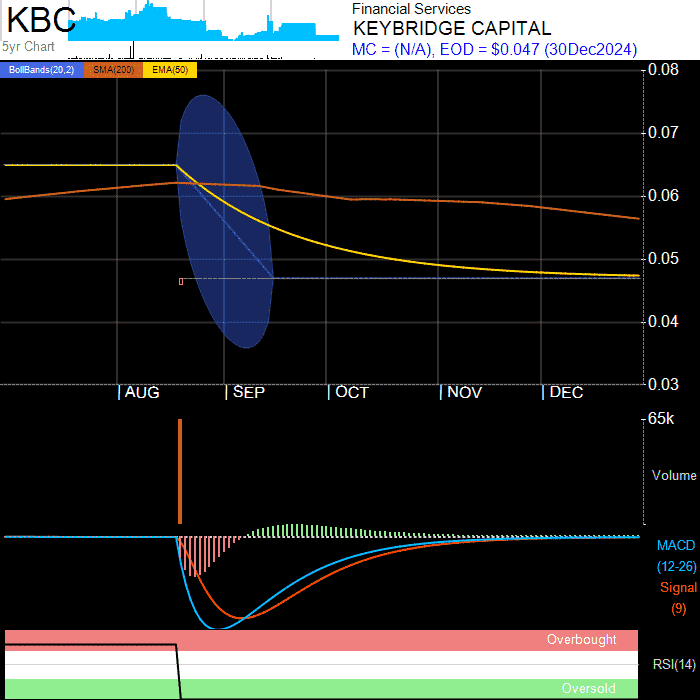 KBC
Financial Services
KEYBRIDGE CAPITAL
5yr Chart
MC = (N/A), EOD = $0.047 (30Dec2024)
BollBands(20,2) SMA(200) EMA(50)
0.08
0.07
0.06
0.05
0.04
0.03
AUG SEP OCT NOV DEC
65k
Volume
MACD
(12-26)
Signal
(9)
Overbought
RSI(14)
Oversold